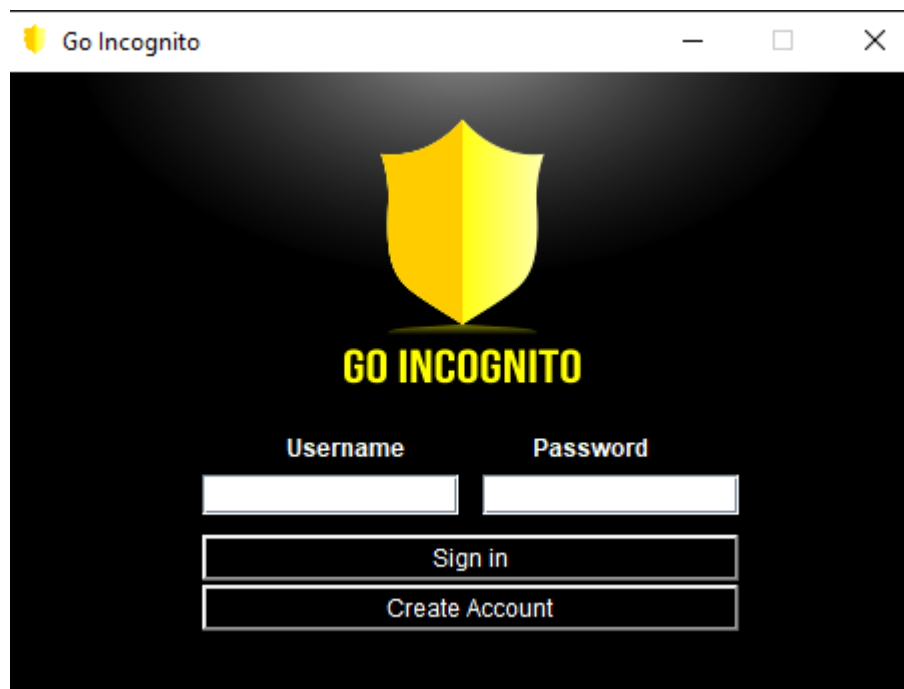 Go Incognito
GO INCOGNITO
Username Password
Sign in
Create Account